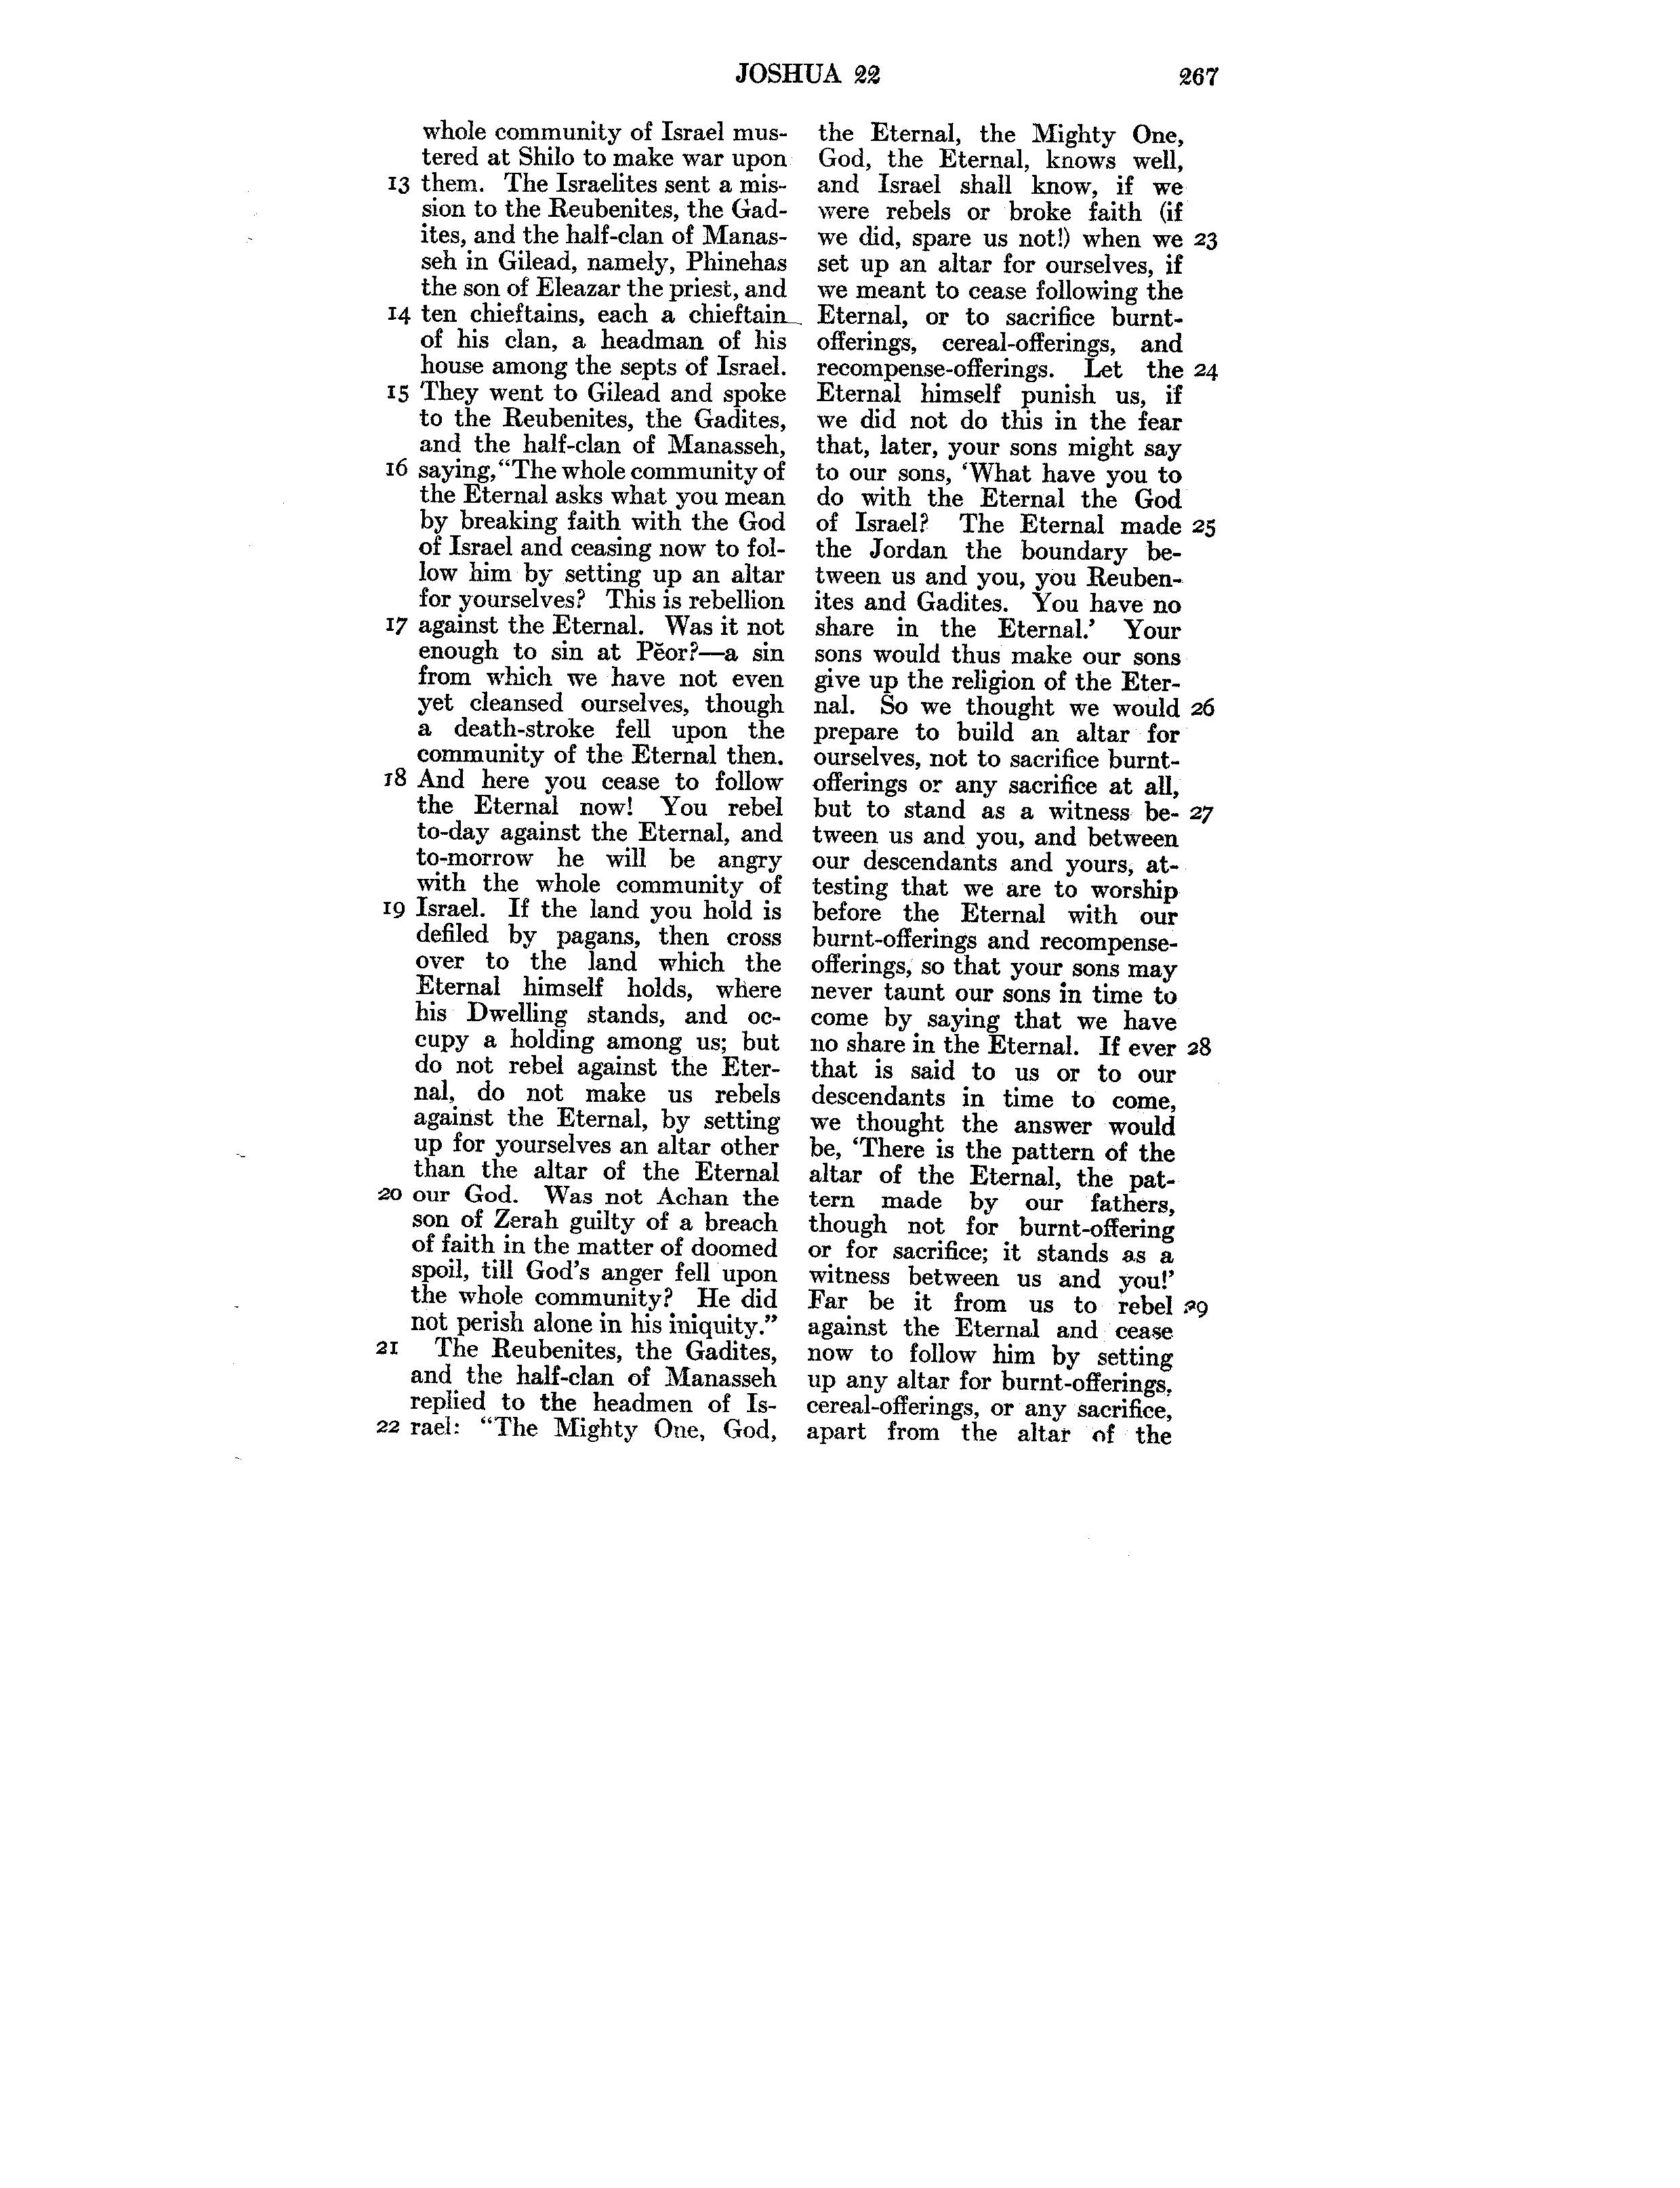 JOSHUA 22 267
whole community of Israel mus-
tered at Shilo to make war upon
13 them. The Israelites sent a mis-
sion to the Reubenites, the Gad-
ites, and the half-clan of Manas-
seh in Gilead, namely, Phinehas
the son of Eleazar the priest, and
14 ten chieftains, each a chieftain
of his clan, a headman of his
house among the septs of Israel.
15 They went to Gilead and spoke
to the Reubenites, the Gadites,
and the half-clan of Manasseh,
16 saying, “The whole community of
the Eternal asks what you mean
by breaking faith with the God
of Israel and ceasing now to fol-
low him by setting up an altar
for yourselves? This is rebellion
17 against the Eternal. Was it not
enough to sin at Pĕor?—a sin
from which we have not even
yet cleansed ourselves, though
a death-stroke fell upon the
community of the Eternal then.
18 And here you cease to follow
the Eternal now! You rebel
to-day against the Eternal, and
to-morrow he will be angry
with the whole community of
19 Israel. If the land you hold is
defiled by pagans, then cross
over to the land which the
Eternal himself holds, where
his Dwelling stands, and oc-
cupy a holding among us; but
do not rebel against the Eter-
nal, do not make us rebels
against the Eternal, by setting
up for yourselves an altar other
than the altar of the Eternal
20 our God. Was not Achan the
son of Zerah guilty of a breach
of faith in the matter of doomed
spoil, till God’s anger fell upon
the whole community? He did
not perish alone in his iniquity.”
21 The Reubenites, the Gadites,
and the half-clan of Manasseh
replied to the headmen of Is-
22 rael: “The Mighty One, God,
the Eternal, the Mighty One,
God, the Eternal, knows well,
and Israel shall know, if we
were rebels or broke faith (if
we did, spare us not!) when we 23
set up an altar for ourselves, if
we meant to cease following the
Eternal, or to sacrifice burnt-
offerings, cereal-offerings, and
recompense-offerings. Let the 24
Eternal himself punish us, if
we did not do this in the fear
that, later, your sons might say
to our sons, ‘What have you to
do with the Eternal the God
of Israel? The Eternal made 25
the Jordan the boundary be-
tween us and you, you Reuben-
ites and Gadites. You have no
share in the Eternal.’ Your
sons would thus make our sons
give up the religion of the Eter-
nal. So we thought we would 26
prepare to build an altar for
ourselves, not to sacrifice burnt-
offerings or any sacrifice at all,
but to stand as a witness be- 27
tween us and you, and between
our descendants and yours, at-
testing that we are to worship
before the Eternal with our
burnt-offerings and recompense-
offerings, so that your sons may
never taunt our sons in time to
come by saying that we have
no share in the Eternal. If ever 28
that is said to us or to our
descendants in time to come,
we thought the answer would
be, ‘There is the pattern of the
altar of the Eternal, the pat-
tern made by our fathers,
though not for burnt-offering
or for sacrifice; it stands as a
witness between us and you!’
Far be it from us to rebel 29
against the Eternal and cease
now to follow him by setting
up any altar for burnt-offerings,
cereal-offerings, or any sacrifice,
apart from the altar of the